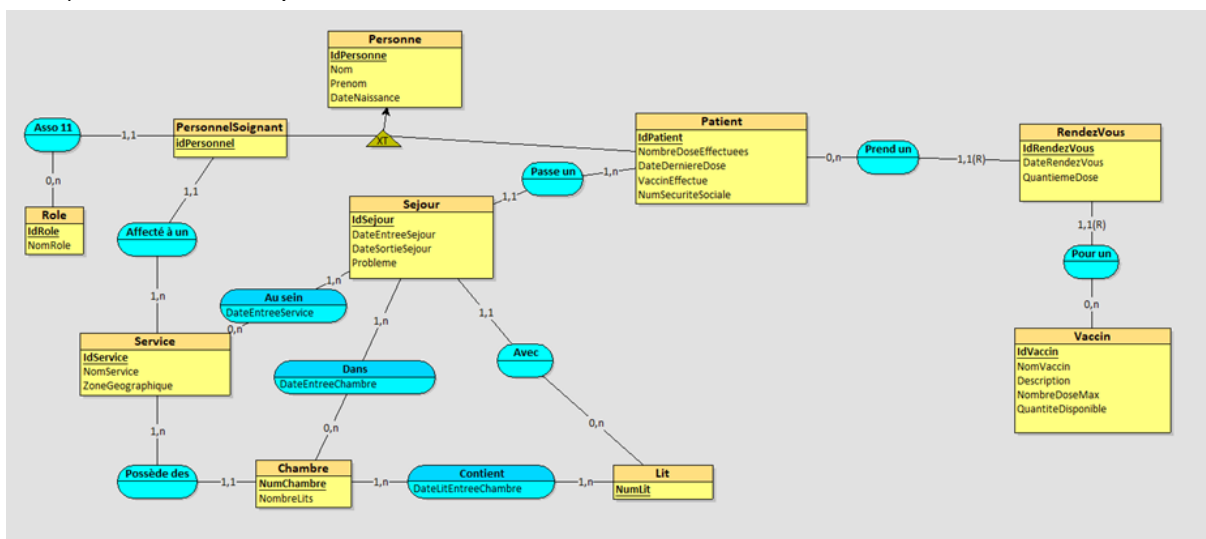 Personne
IdPersonne
Nom
Prenom
DateNaissance
Asso 11
1,1
PersonnelSoignant
idPersonnel
XT
Patient
IdPatient
NombreDoseEffectuees
DateDerniereDose
VaccinEffectue
NumSecuriteSociale
0,n
Prend un
1,1(R)
RendezVous
IdRendezVous
DateRendezVous
QuantiemeDose
0,n
1,1
Passe un
1,n
1,1
Role
IdRole
NomRole
Affecté à un
Sejour
IdSejour
DateEntreeSejour
DateSortieSejour
Probleme
1,1(R)
Pour un
1,n
1,n
Au sein
DateEntreeService
0,n
1,n
1,1
0,n
Service
IdService
NomService
ZoneGeographique
Avec
Vaccin
IdVaccin
NomVaccin
Description
NombreDoseMax
QuantiteDisponible
Dans
DateEntreeChambre
1,n
0,n
0,n
Possède des
1,1
Chambre
NumChambre
NombreLits
1,n
Contient
DateLitEntreeChambre
1,n
Lit
NumLit